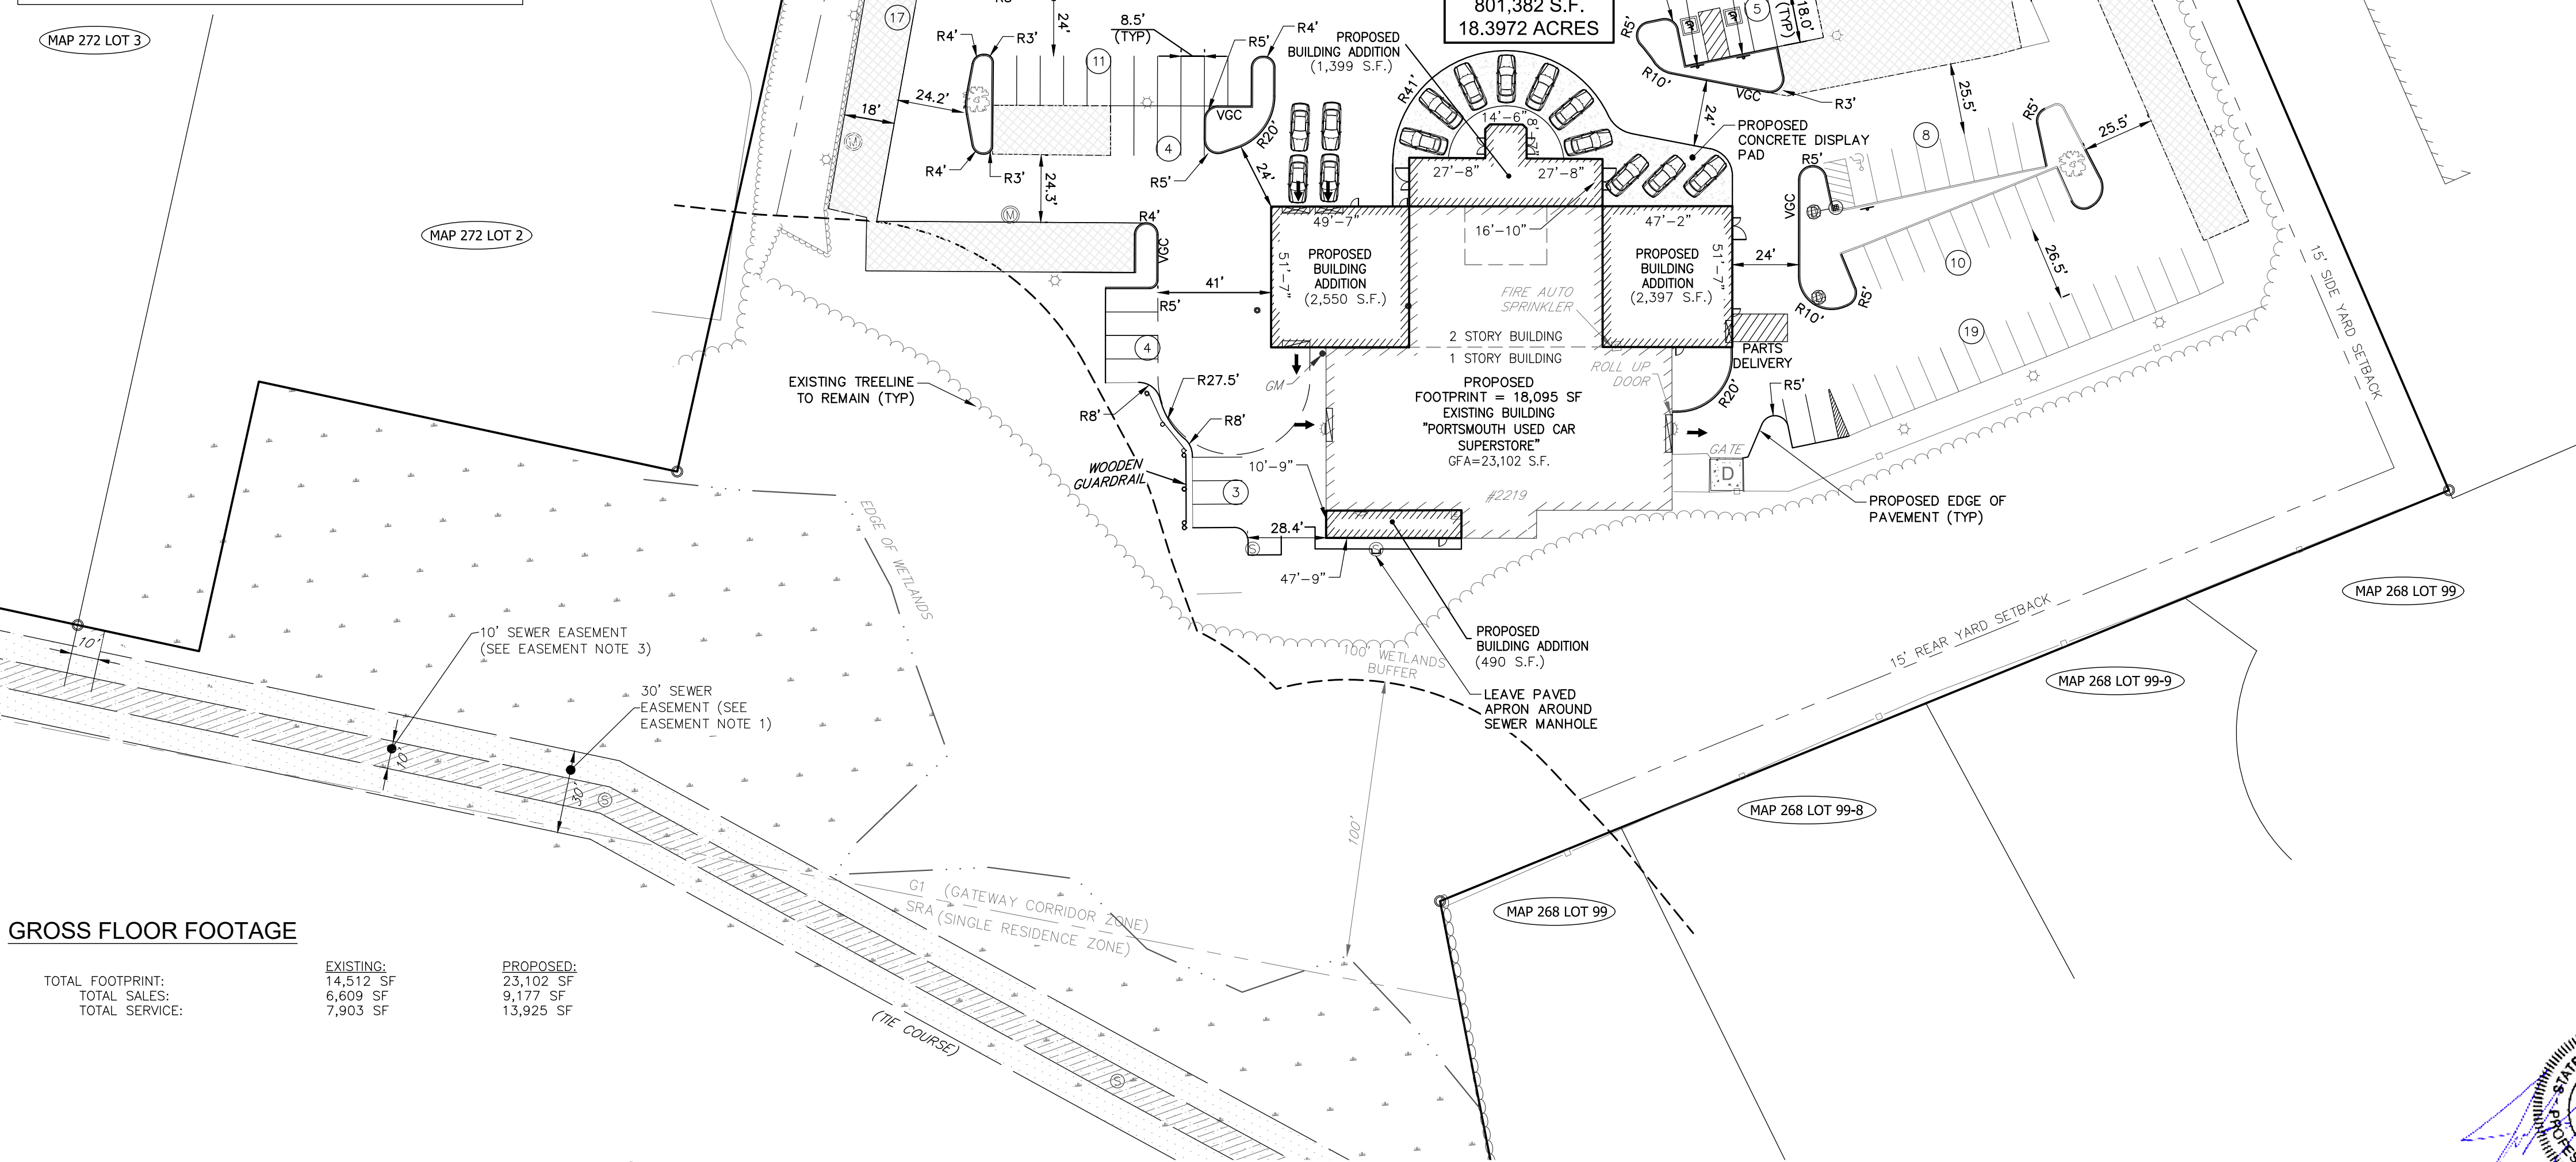 MAP 272 LOT 3
MAP 272 LOT 2
17
18'
24.2'
R4'
R3'
24'
11
8.5'
(TYP)
R5'
R4'
VGC
R20'
4
R5'
24'
R4'
R3'
24.3'
M
M
R4'
VGC
41'
R5'
4
801,382 S.F.
18.3972 ACRES
PROPOSED
BUILDING ADDITION
(1,399 S.F.)
R41'
14'-6"
8'-7"
27'-8"
27'-8"
16'-10"
49'-7"
51'-7"
PROPOSED
BUILDING
ADDITION
(2,550 S.F.)
47'-2"
51'-7"
PROPOSED
BUILDING
ADDITION
(2,397 S.F.)
FIRE AUTO
SPRINKLER
2 STORY BUILDING
1 STORY BUILDING
ROLL UP
DOOR
PROPOSED
FOOTPRINT = 18,095 SF
EXISTING BUILDING
"PORTSMOUTH USED CAR
SUPERSTORE"
GFA=23,102 S.F.
#2219
GM
R27.5'
R8'
R8'
WOODEN
GUARDRAIL
10'-9"
3
28.4'
S
47'-9"
EXISTING TREELINE
TO REMAIN (TYP)
R5'
R10'
5
18.0'
(TYP)
VGC
R3'
24'
PROPOSED
CONCRETE DISPLAY
PAD
R5'
VGC
24'
R10'
R5'
8
25.5'
R5'
25.5'
10
26.5'
19
PARTS
DELIVERY
R20'
R5'
GATE
D
PROPOSED EDGE OF
PAVEMENT (TYP)
15' SIDE YARD SETBACK
15' REAR YARD SETBACK
MAP 268 LOT 99
MAP 268 LOT 99-9
MAP 268 LOT 99-8
MAP 268 LOT 99
PROPOSED
BUILDING ADDITION
(490 S.F.)
LEAVE PAVED
APRON AROUND
SEWER MANHOLE
100' WETLANDS
BUFFER
100'
EDGE OF WETLANDS
10'
10' SEWER EASEMENT
(SEE EASEMENT NOTE 3)
30' SEWER
EASEMENT (SEE
EASEMENT NOTE 1)
10'
30'
S
G1 (GATEWAY CORRIDOR ZONE)
SRA (SINGLE RESIDENCE ZONE)
(TIE COURSE)
S
GROSS FLOOR FOOTAGE
EXISTING: PROPOSED:
TOTAL FOOTPRINT: 14,512 SF 23,102 SF
TOTAL SALES: 6,609 SF 9,177 SF
TOTAL SERVICE: 7,903 SF 13,925 SF